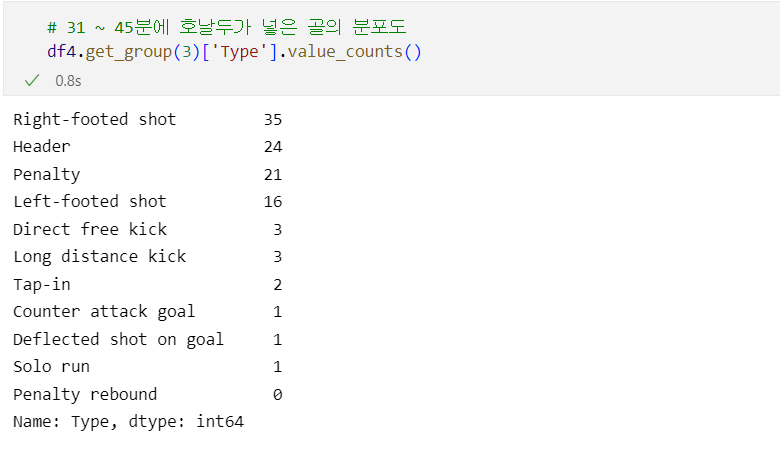 # 31 ~ 45분에 호날두가 넣은 골의 분포도
df4.get_group(3)['Type'].value_counts()
✓ 0.8s
Right-footed shot 35
Header 24
Penalty 21
Left-footed shot 16
Direct free kick 3
Long distance kick 3
Tap-in 2
Counter attack goal 1
Deflected shot on goal 1
Solo run 1
Penalty rebound 0
Name: Type, dtype: int64